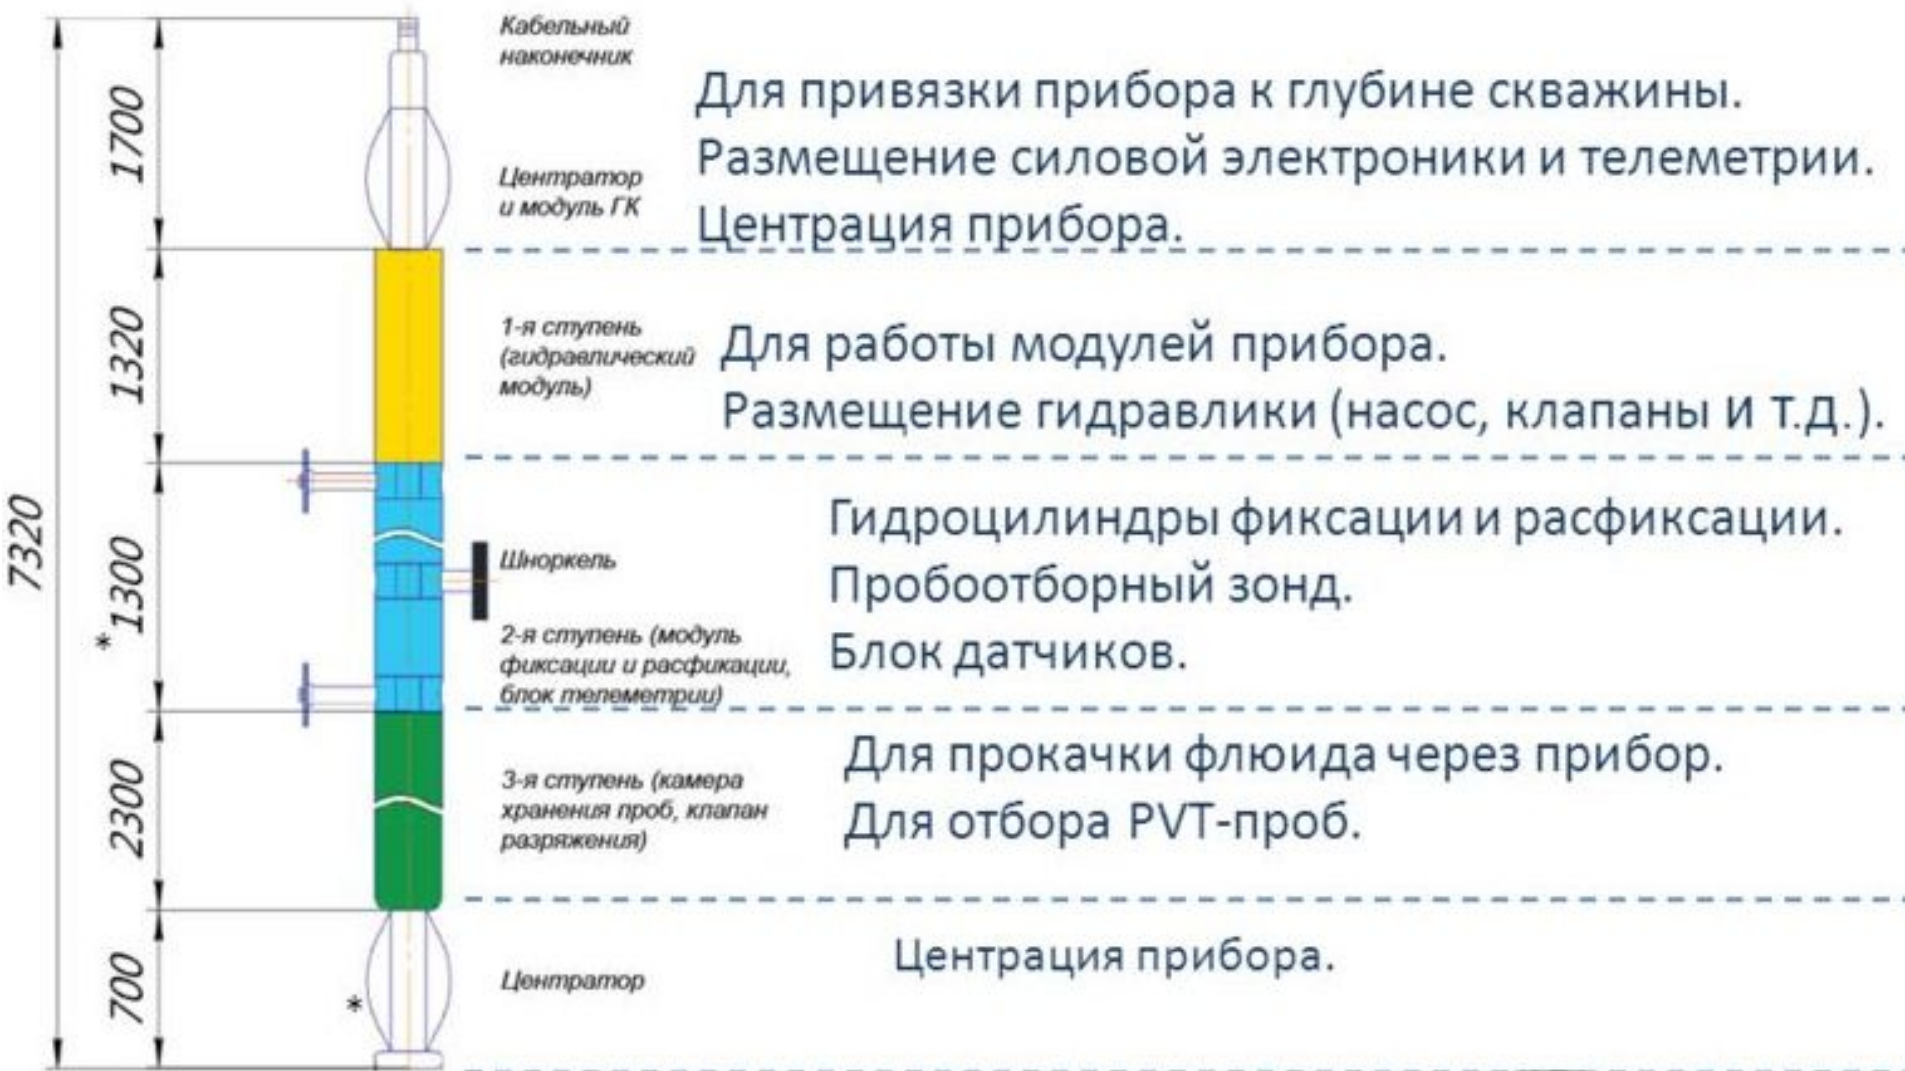 Кабельный
наконечник
Для привязки прибора к глубине скважины.
Размещение силовой электроники и телеметрии.
Центрация прибора.
1700
Центратор
и модуль ГК
1320
1-я ступень
(гидравлический
модуль)
Для работы модулей прибора.
Размещение гидравлики (насос, клапаны И Т.Д.).
7320
*1300
Шноркель
2-я ступень (модуль
фиксации и расфикации,
блок телеметрии)
Гидроцилиндры фиксации и расфиксации.
Пробоотборный зонд.
Блок датчиков.
2300
3-я ступень (камера
хранения проб, клапан
разряжения)
Для прокачки флюида через прибор.
Для отбора PVT-проб.
700
*
Центратор
Центрация прибора.